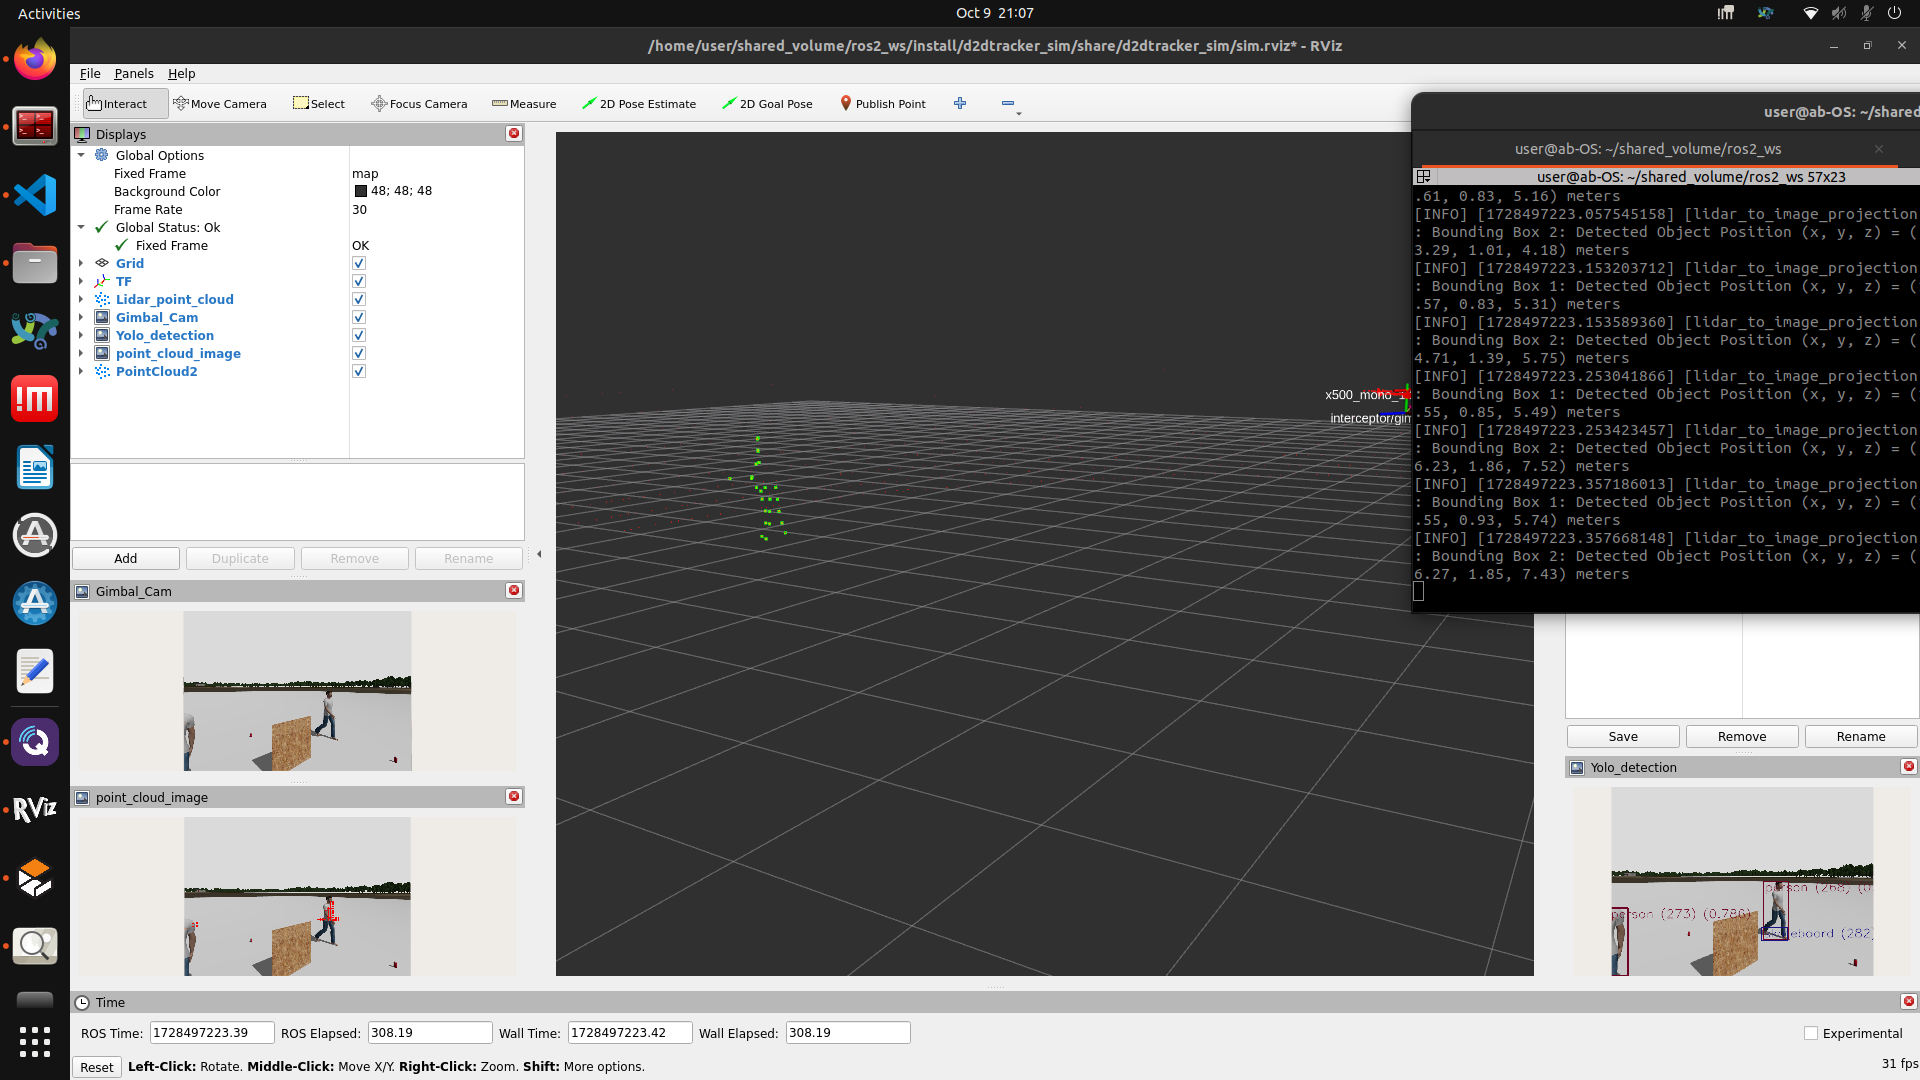 Activities
Oct 9 21:07
/home/user/shared_volume/ros2_ws/install/d2dtracker_sim/share/d2dtracker_sim/sim.rviz* - RViz
File Panels Help
Interact Move Camera Select Focus Camera Measure 2D Pose Estimate 2D Goal Pose Publish Point
Displays
Global Options
Fixed Frame map
Background Color 48; 48; 48
Frame Rate 30
Global Status: Ok
Fixed Frame OK
Grid
TF
Lidar_point_cloud
Gimbal_Cam
Yolo_detection
point_cloud_image
PointCloud2
Add Duplicate Remove Rename
Gimbal_Cam
point_cloud_image
RViz
x500_mono_1
interceptor/gim
user@ab-OS: ~/shared
user@ab-OS: ~/shared_volume/ros2_ws
user@ab-OS: ~/shared_volume/ros2_ws 57x23
.61, 0.83, 5.16) meters
[INFO] [1728497223.057545158] [lidar_to_image_projection
: Bounding Box 2: Detected Object Position (x, y, z) = (
3.29, 1.01, 4.18) meters
[INFO] [1728497223.153203712] [lidar_to_image_projection
: Bounding Box 1: Detected Object Position (x, y, z) = (
.57, 0.83, 5.31) meters
[INFO] [1728497223.153589360] [lidar_to_image_projection
: Bounding Box 2: Detected Object Position (x, y, z) = (
4.71, 1.39, 5.75) meters
[INFO] [1728497223.253041866] [lidar_to_image_projection
: Bounding Box 1: Detected Object Position (x, y, z) = (
.55, 0.85, 5.49) meters
[INFO] [1728497223.253423457] [lidar_to_image_projection
: Bounding Box 2: Detected Object Position (x, y, z) = (
6.23, 1.86, 7.52) meters
[INFO] [1728497223.357186013] [lidar_to_image_projection
: Bounding Box 1: Detected Object Position (x, y, z) = (
.55, 0.93, 5.74) meters
[INFO] [1728497223.357668148] [lidar_to_image_projection
: Bounding Box 2: Detected Object Position (x, y, z) = (
6.27, 1.85, 7.43) meters
Save Remove Rename
Yolo_detection
person (268) (0
person (273) (0.786)
eboard (282)
Time
ROS Time: 1728497223.39 ROS Elapsed: 308.19 Wall Time: 1728497223.42 Wall Elapsed: 308.19 Experimental
Reset Left-Click: Rotate. Middle-Click: Move X/Y. Right-Click: Zoom. Shift: More options. 31 fps